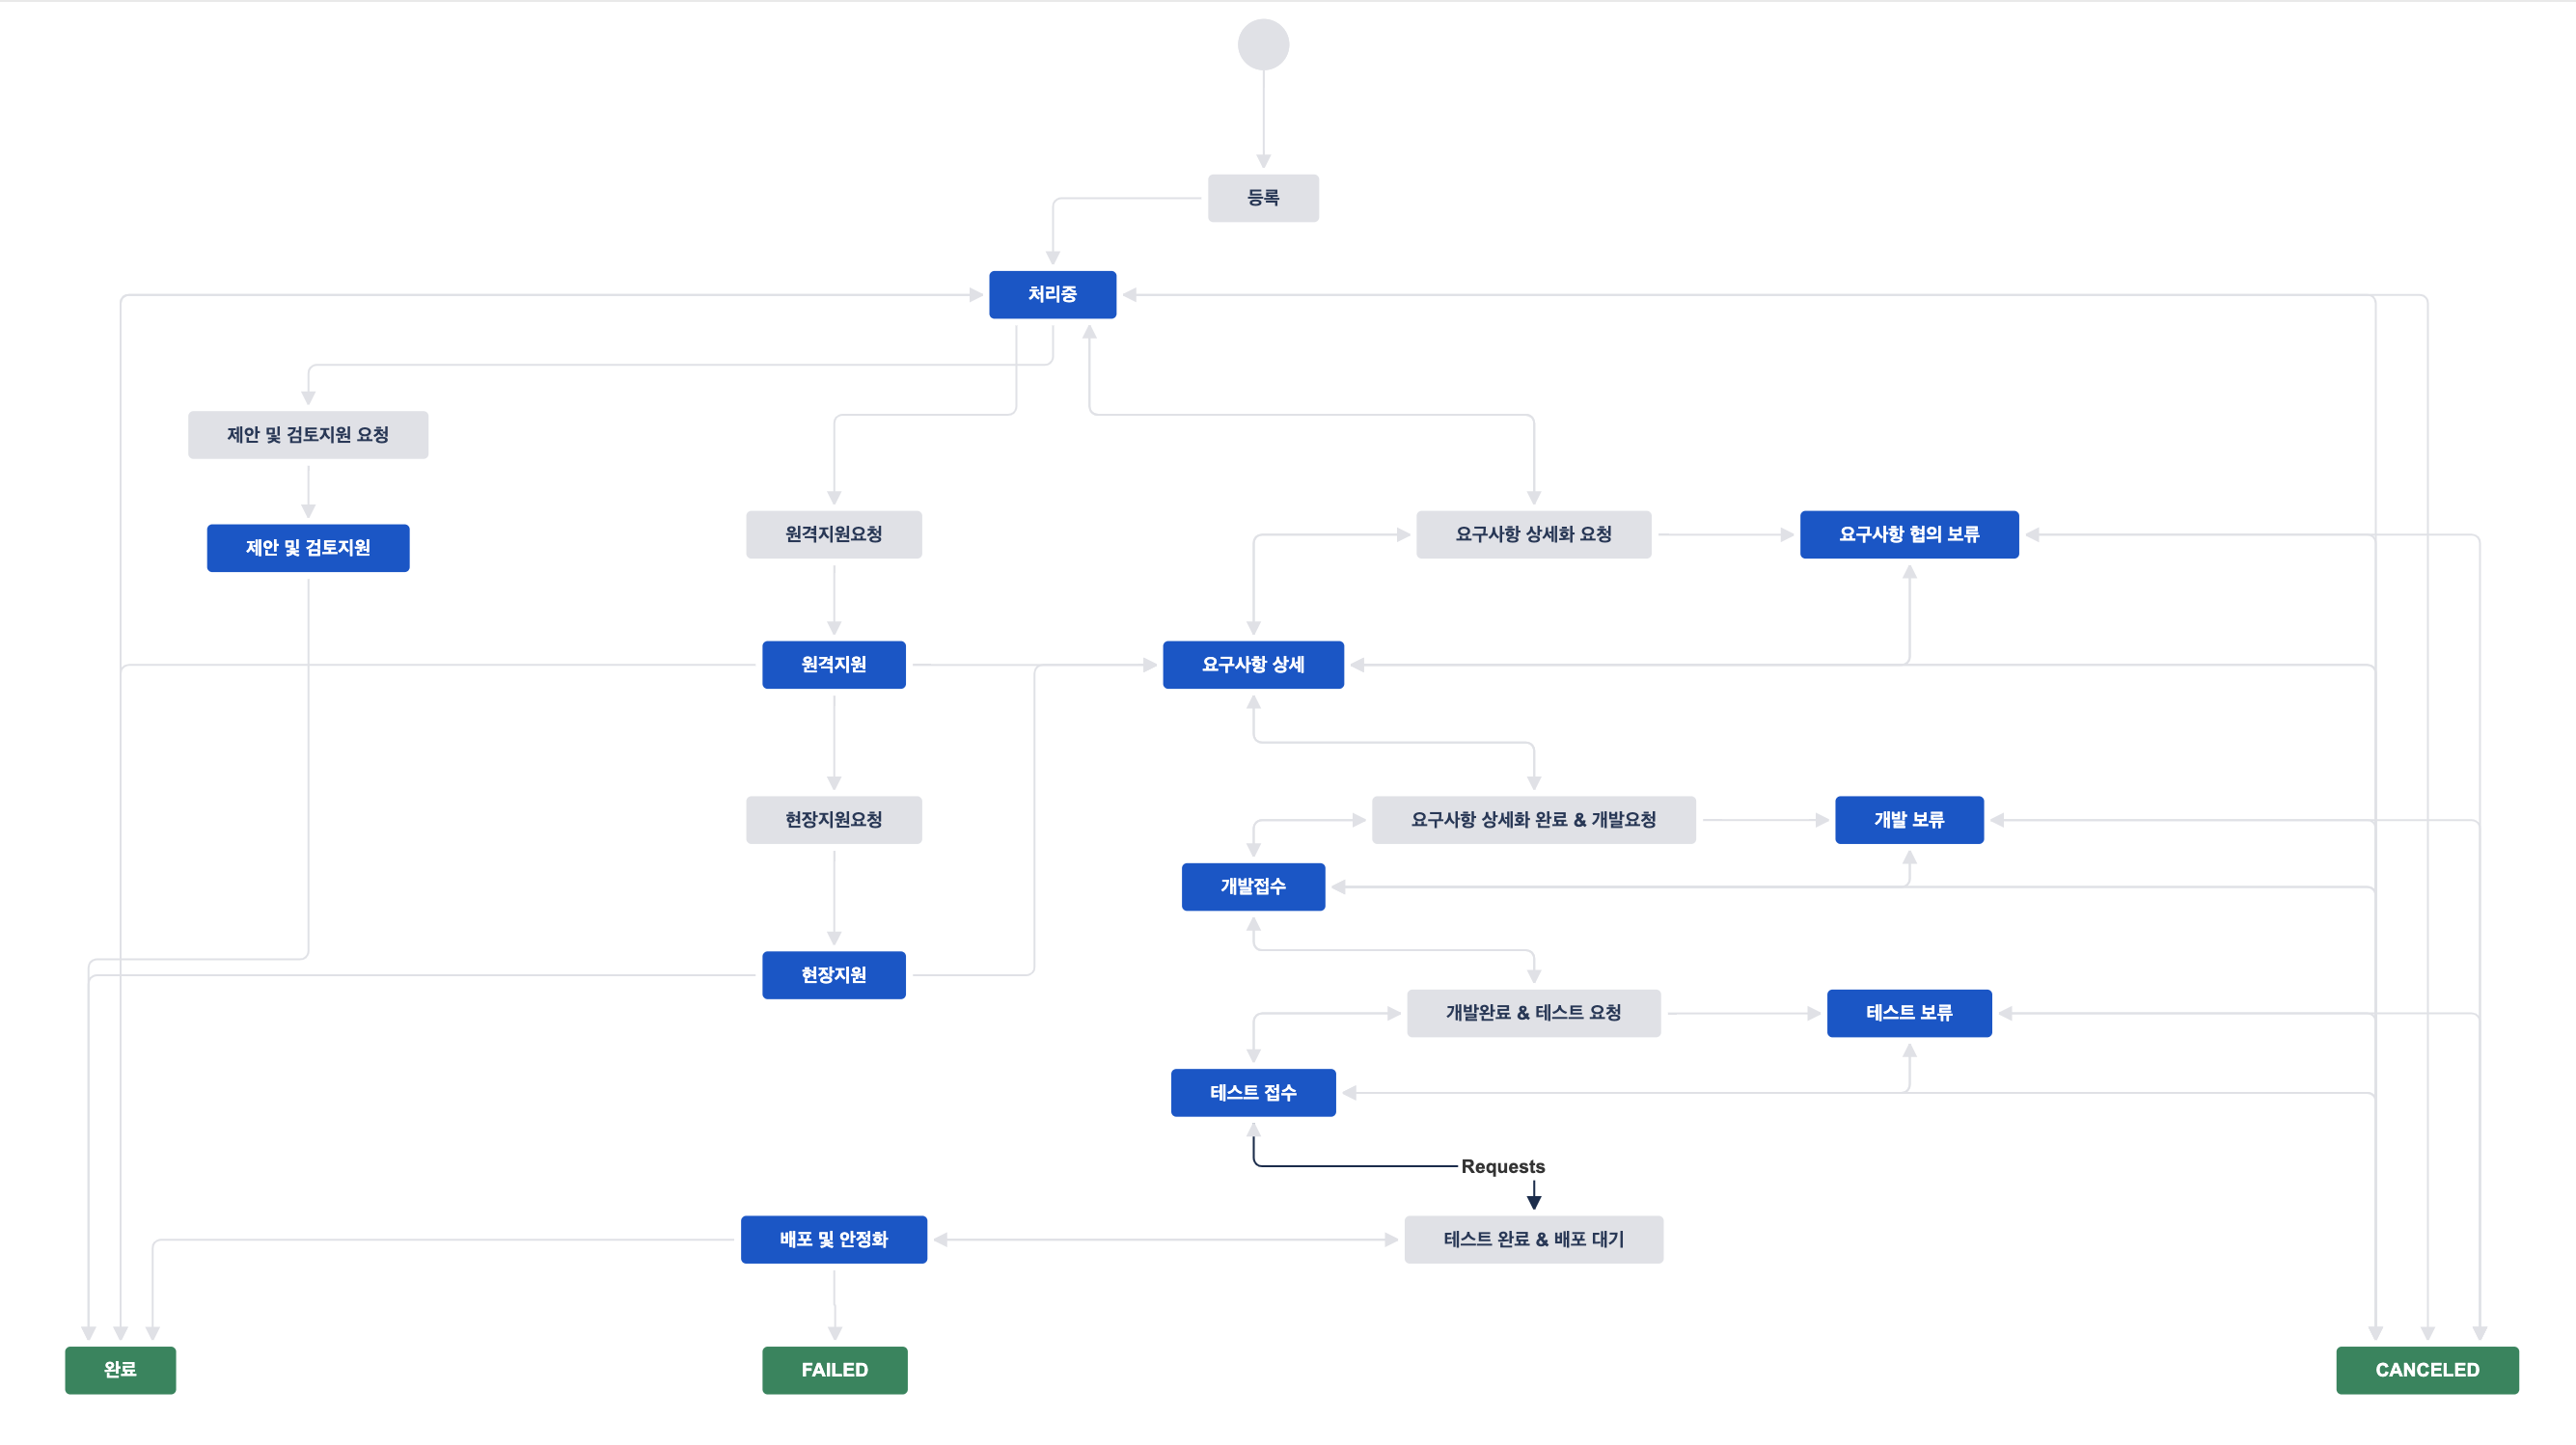 등록
처리중
제안 및 검토지원 요청
원격지원요청
요구사항 상세화 요청
요구사항 협의 보류
제안 및 검토지원
원격지원
요구사항 상세
현장지원요청
요구사항 상세화 완료 & 개발요청
개발 보류
개발접수
현장지원
개발완료 & 테스트 요청
테스트 보류
테스트 접수
Requests
배포 및 안정화
테스트 완료 & 배포 대기
완료
FAILED
CANCELED